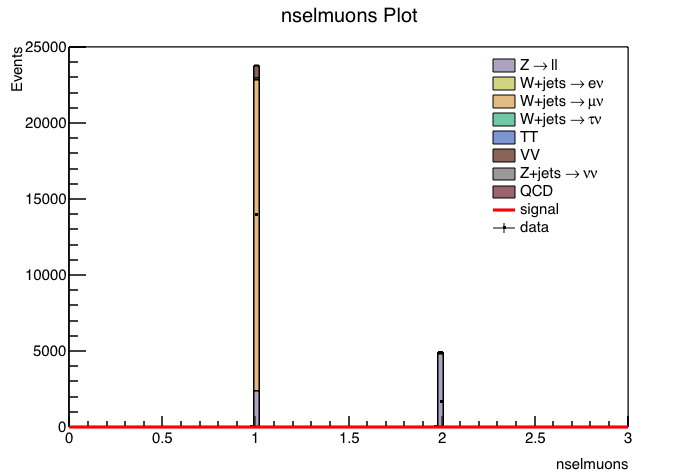 nselmuons Plot
Events
25000
20000
15000
10000
5000
0
Z → ll
W+jets → eν
W+jets → μν
W+jets → τν
TT
VV
Z+jets → νν
QCD
signal
data
0 0.5 1 1.5 2 2.5 3
nselmuons